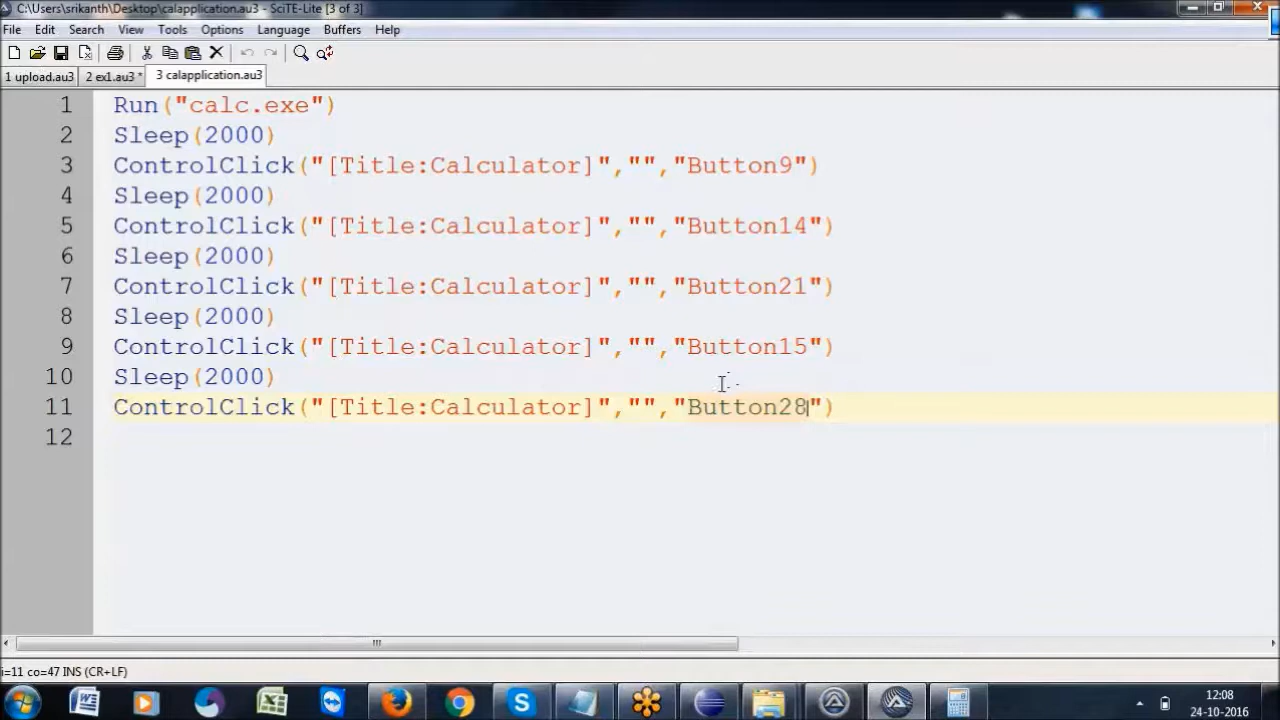 C:\Users\srikanth\Desktop\calapplication.au3 - SciTE-Lite [3 of 3]
File Edit Search View Tools Options Language Buffers Help
1 upload.au3 2 ex1.au3 * 3 calapplication.au3
1 Run("calc.exe")
2 Sleep(2000)
3 ControlClick("[Title:Calculator]","","Button9")
4 Sleep(2000)
5 ControlClick("[Title:Calculator]","","Button14")
6 Sleep(2000)
7 ControlClick("[Title:Calculator]","","Button21")
8 Sleep(2000)
9 ControlClick("[Title:Calculator]","","Button15")
10 Sleep(2000)
11 ControlClick("[Title:Calculator]","","Button28")
12
i=11 co=47 INS (CR+LF)
12:08
24-10-2016